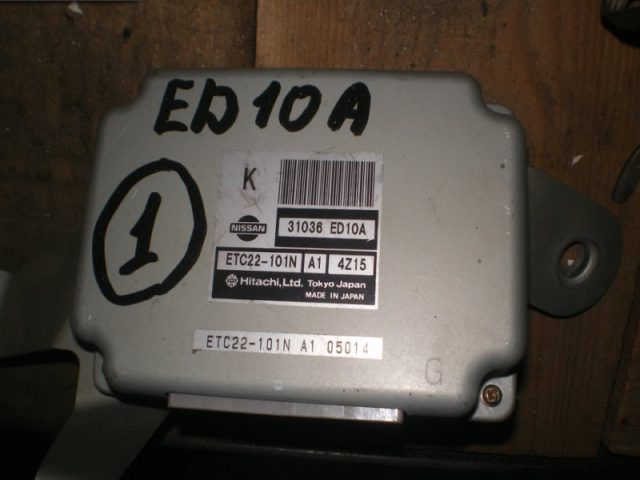 ED10A
1
K
NISSAN
31036 ED10A
ETC22-101N A1 4Z15
Hitachi,Ltd. Tokyo Japan
MADE IN JAPAN
ETC22-101N A1 05014
G